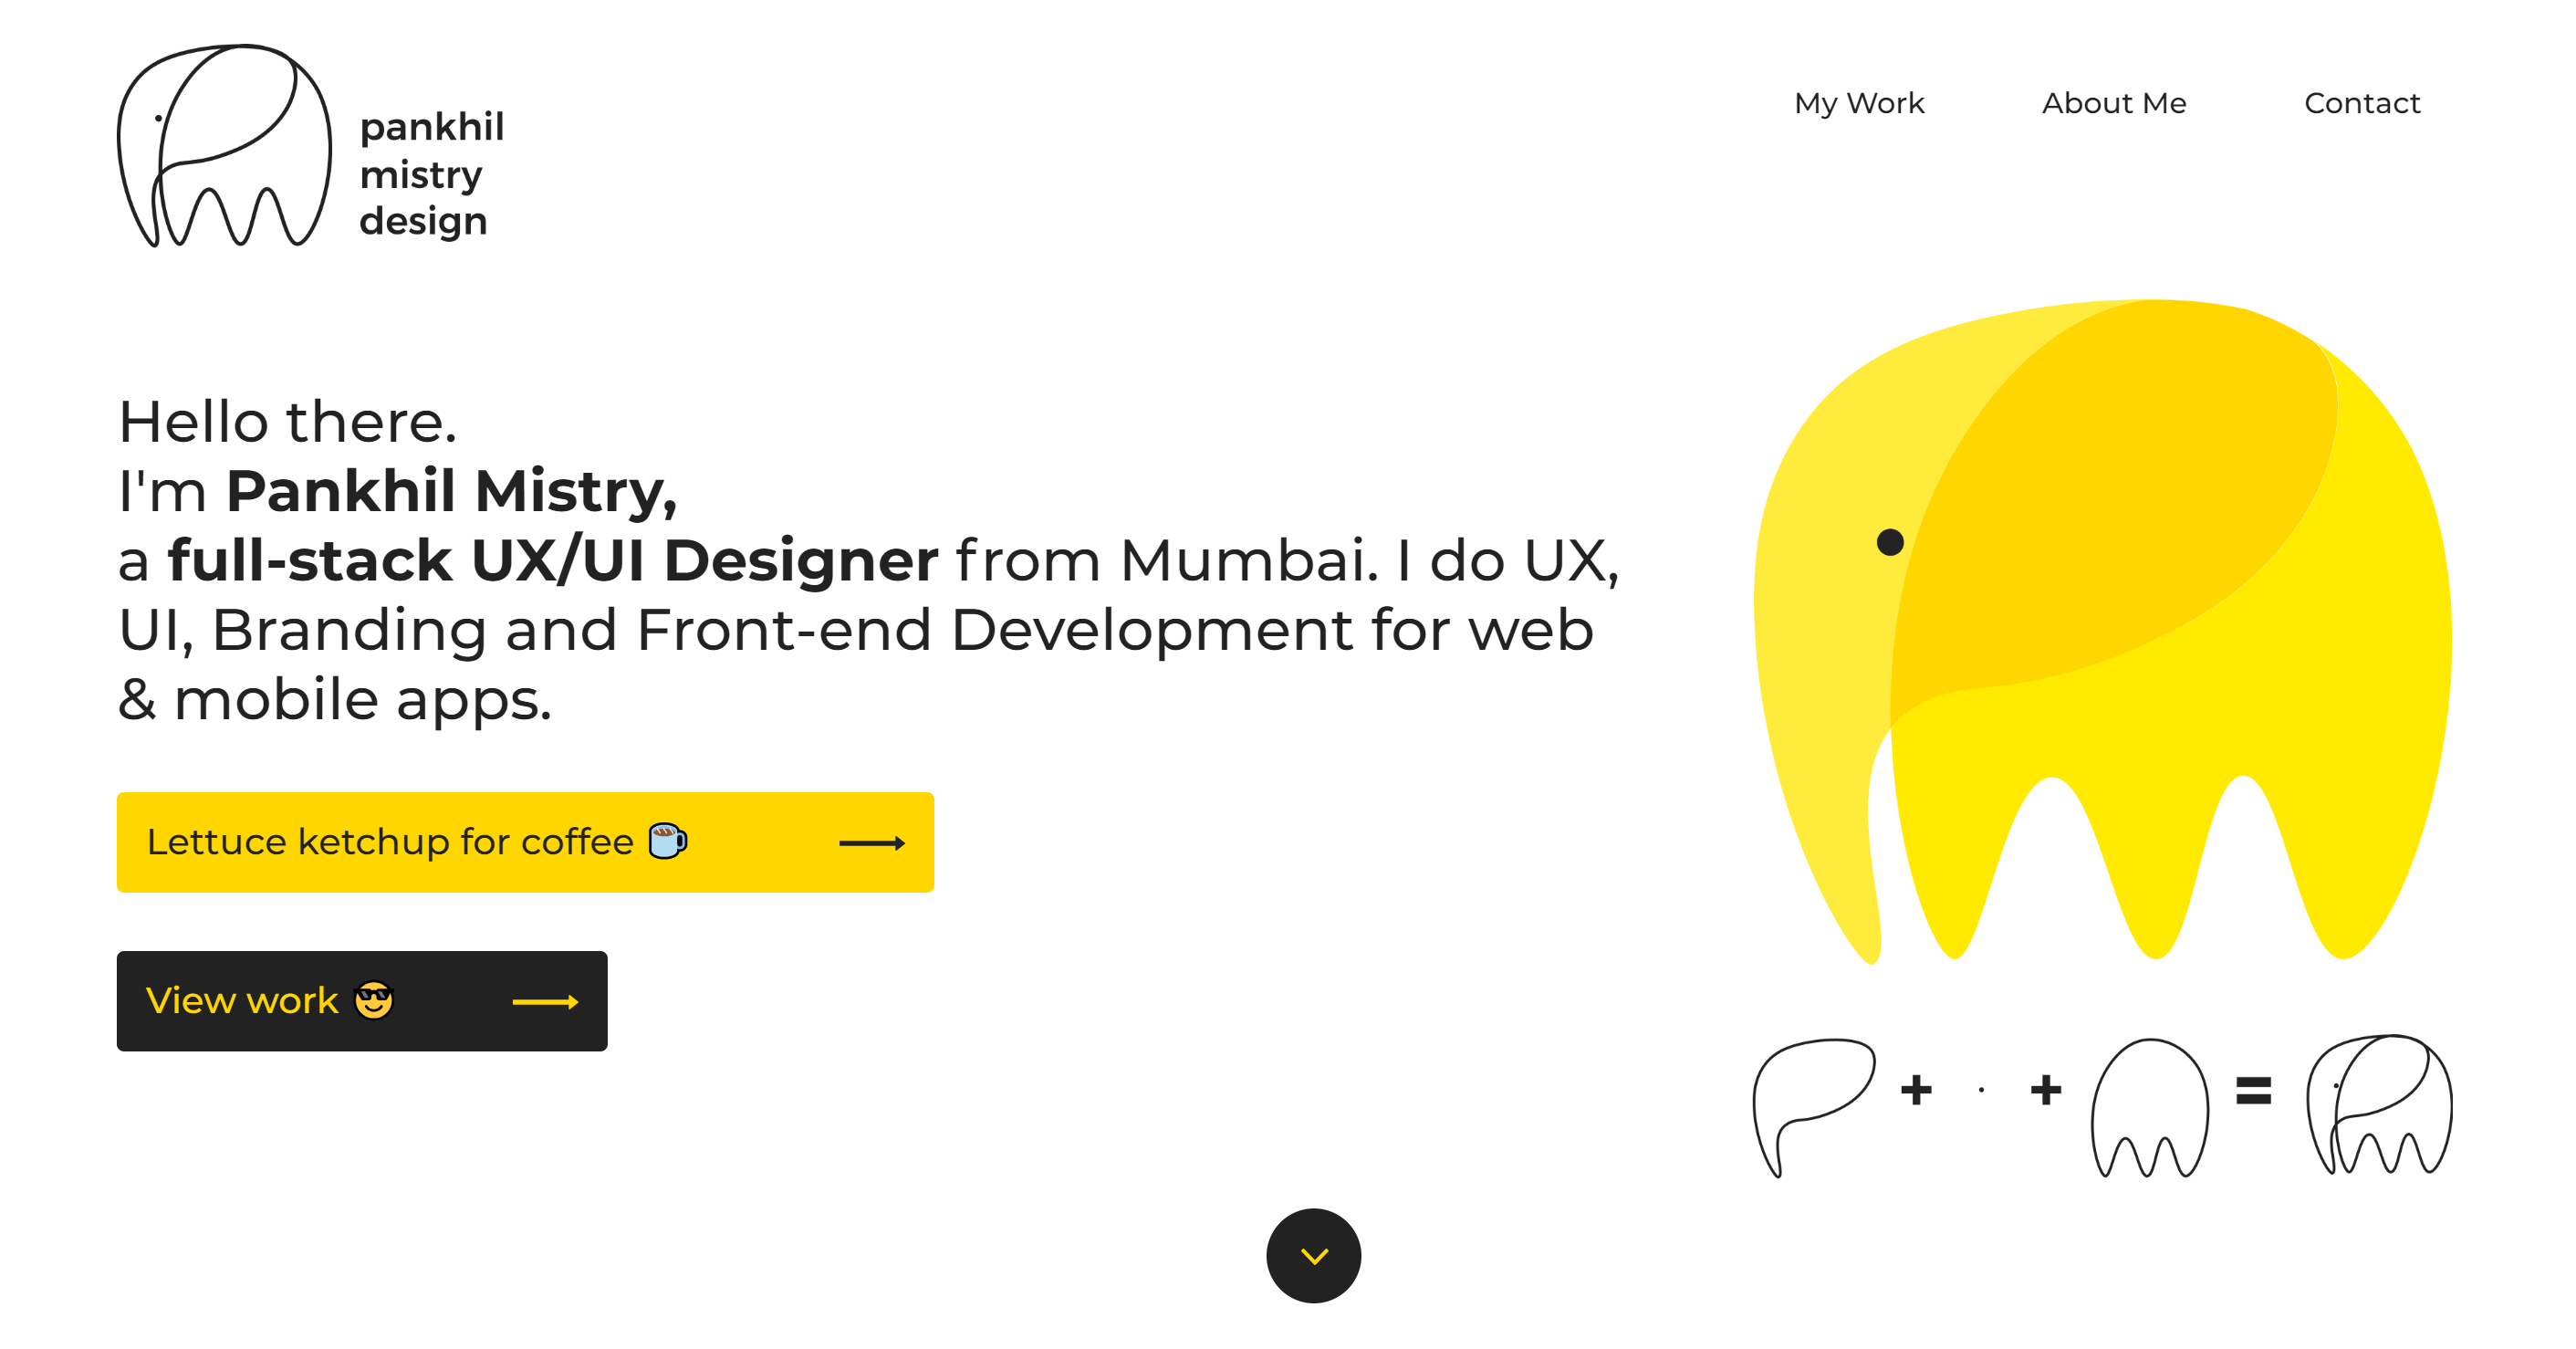 pankhil
mistry
design
My Work
About Me
Contact
Hello there.
I'm Pankhil Mistry,
a full-stack UX/UI Designer from Mumbai. I do UX,
UI, Branding and Front-end Development for web
& mobile apps.
Lettuce ketchup for coffee ☕
View work 😎
+ · + =